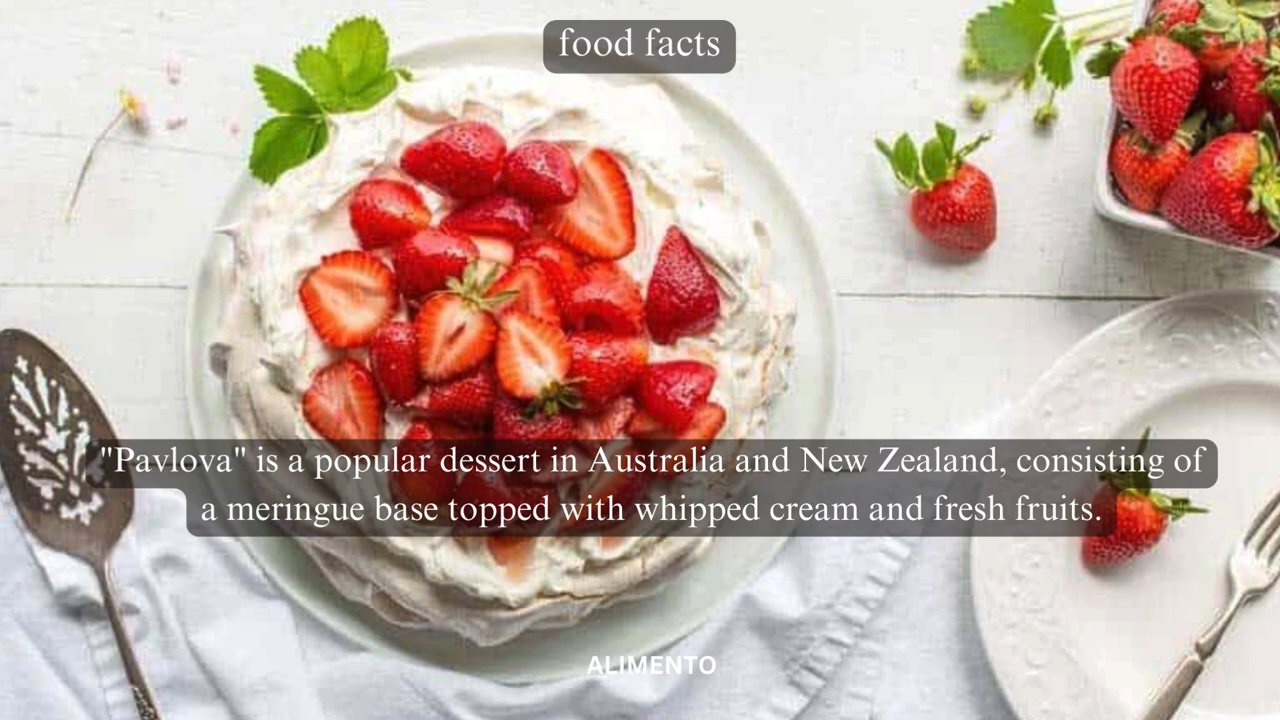 food facts
"Pavlova" is a popular dessert in Australia and New Zealand, consisting of
a meringue base topped with whipped cream and fresh fruits.
ALIMENTO